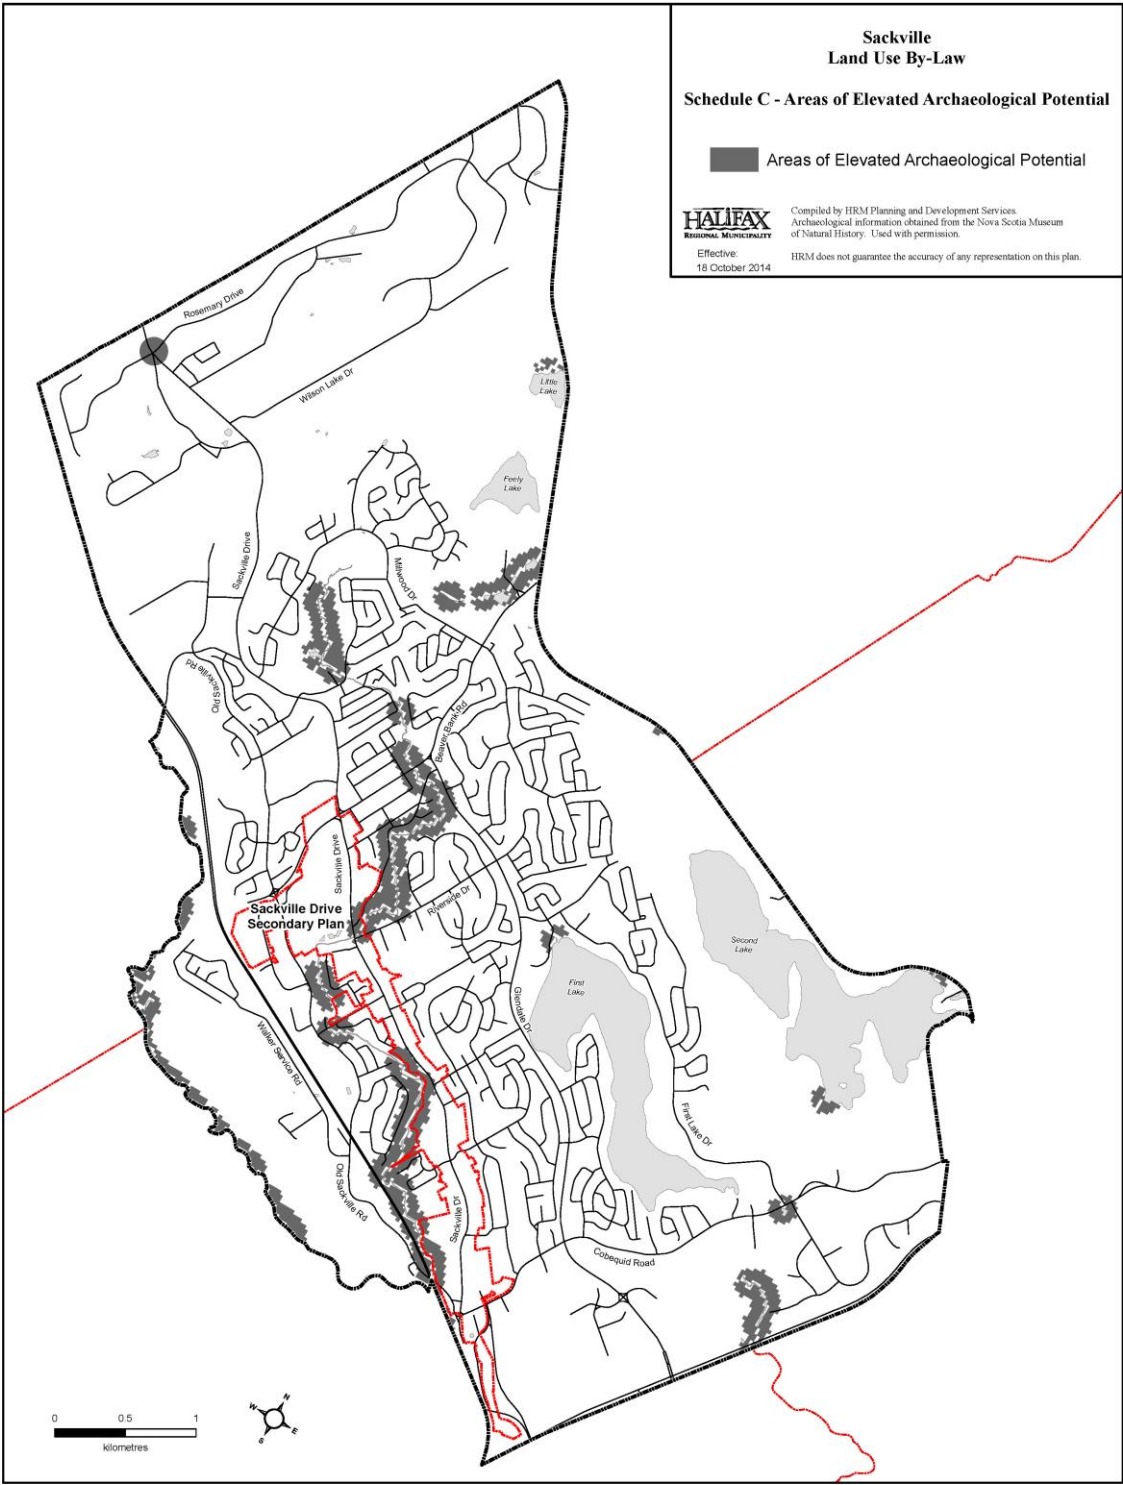 Sackville
Land Use By-Law
Schedule C - Areas of Elevated Archaeological Potential
Areas of Elevated Archaeological Potential
HALIFAX
REGIONAL MUNICIPALITY
Compiled by HRM Planning and Development Services.
Archaeological information obtained from the Nova Scotia Museum
of Natural History. Used with permission.
Effective:
18 October 2014
HRM does not guarantee the accuracy of any representation on this plan.
Rosemary Drive
Wilson Lake Dr
Little
Lake
Feely
Lake
Sackville Drive
Millwood Dr
Old Sackville Rd
Beaver Bank Rd
Sackville Drive
Riverside Dr
Sackville Drive
Secondary Plan
Second
Lake
First
Lake
Glendale Dr
Walker Service Rd
First Lake Dr
Old Sackville Rd
Sackville Dr
Cobequid Road
N
W
E
S
0 0.5 1
kilometres